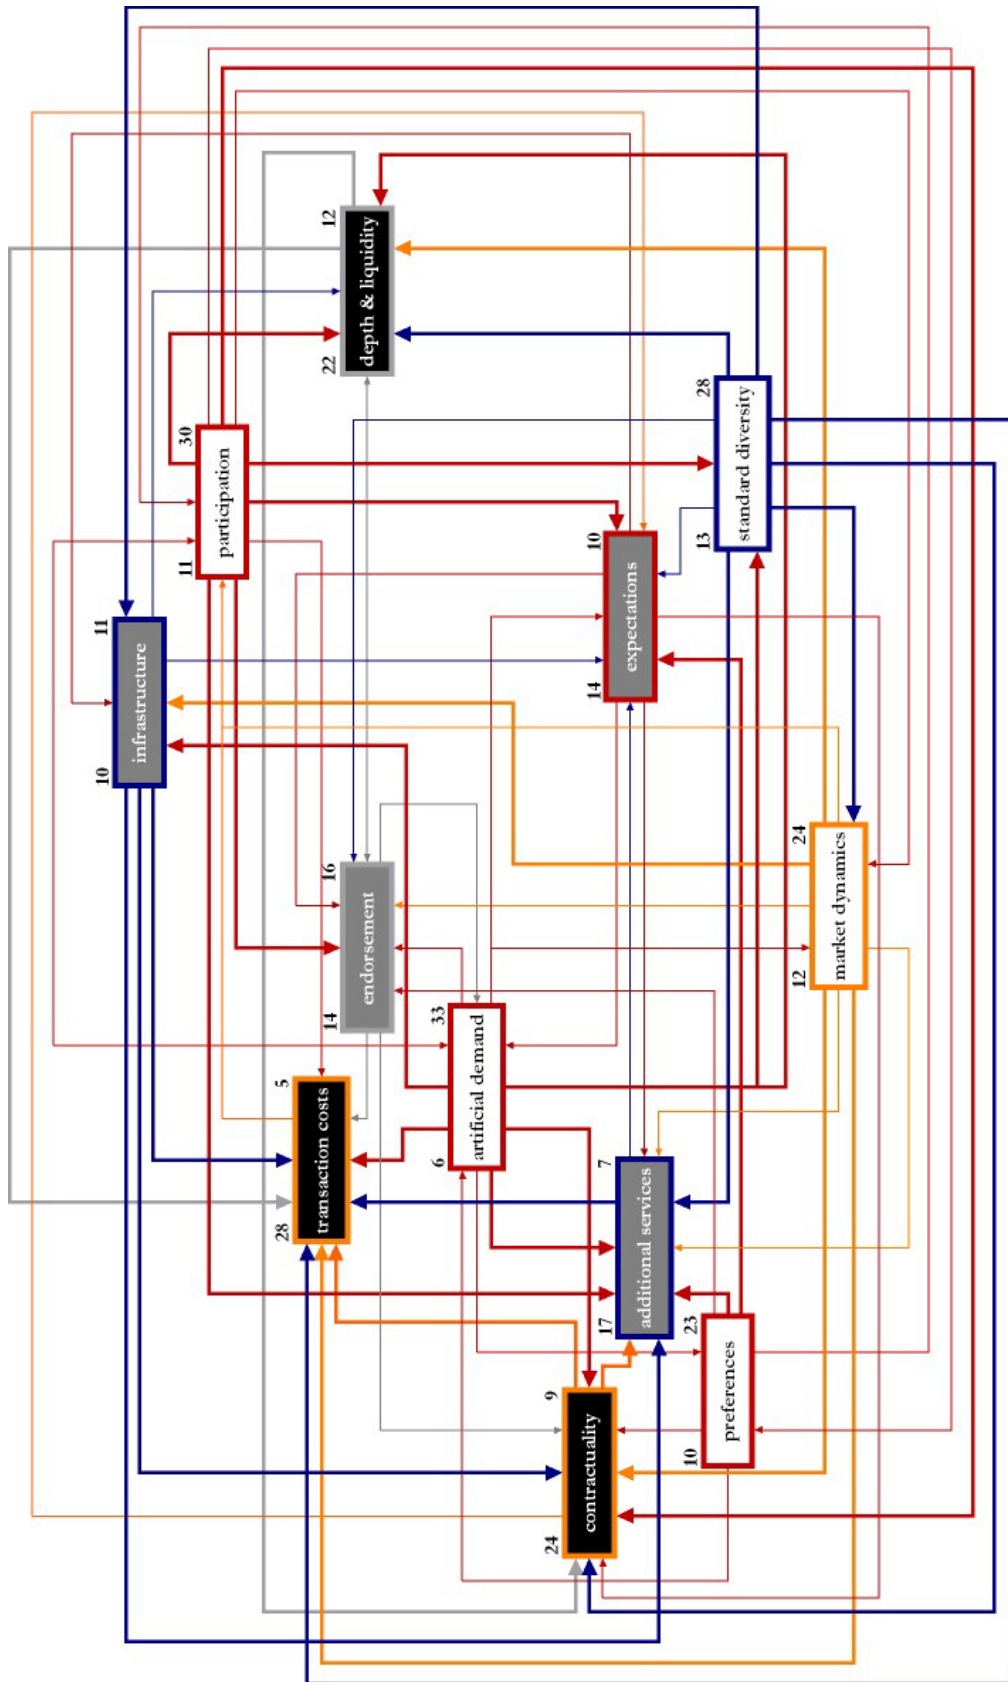 10 11
infrastructure
11 30
participation
28 5
transaction costs
14 16
endorsement
22 12
depth & liquidity
6 33
artificial demand
24 9
contractuality
14 10
expectations
17 7
additional services
10 23
preferences
13 28
standard diversity
12 24
market dynamics